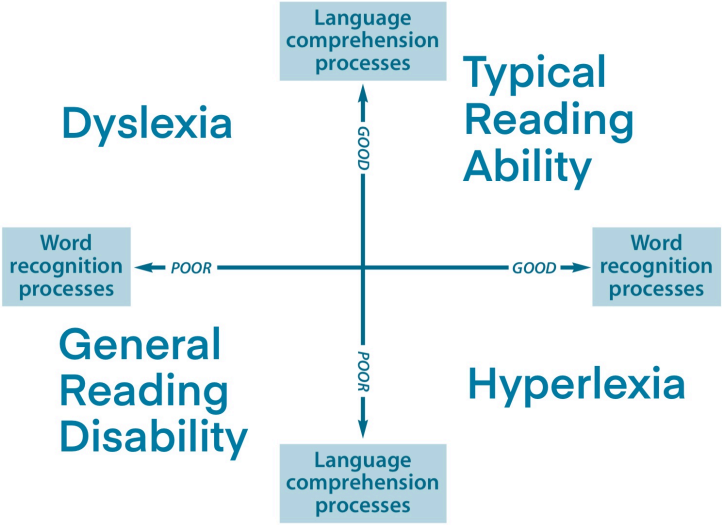 Language
comprehension
processes
Typical
Reading
Ability
Dyslexia
GOOD
Word
recognition
processes
POOR
GOOD
Word
recognition
processes
General
Reading
Disability
POOR
Hyperlexia
Language
comprehension
processes